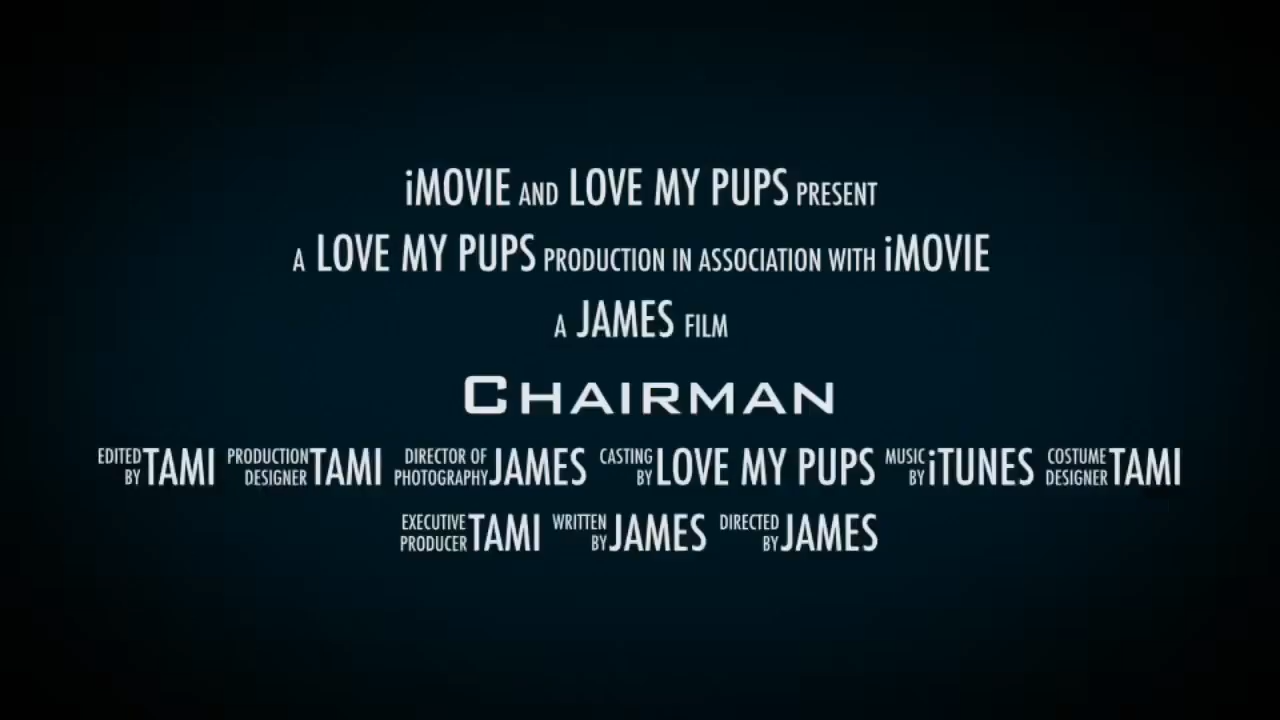 iMOVIE AND LOVE MY PUPS PRESENT
A LOVE MY PUPS PRODUCTION IN ASSOCIATION WITH iMOVIE
A JAMES FILM
CHAIRMAN
EDITED BY TAMI PRODUCTION DESIGNER TAMI DIRECTOR OF PHOTOGRAPHY JAMES CASTING BY LOVE MY PUPS MUSIC BY iTUNES COSTUME DESIGNER TAMI
EXECUTIVE PRODUCER TAMI WRITTEN BY JAMES DIRECTED BY JAMES